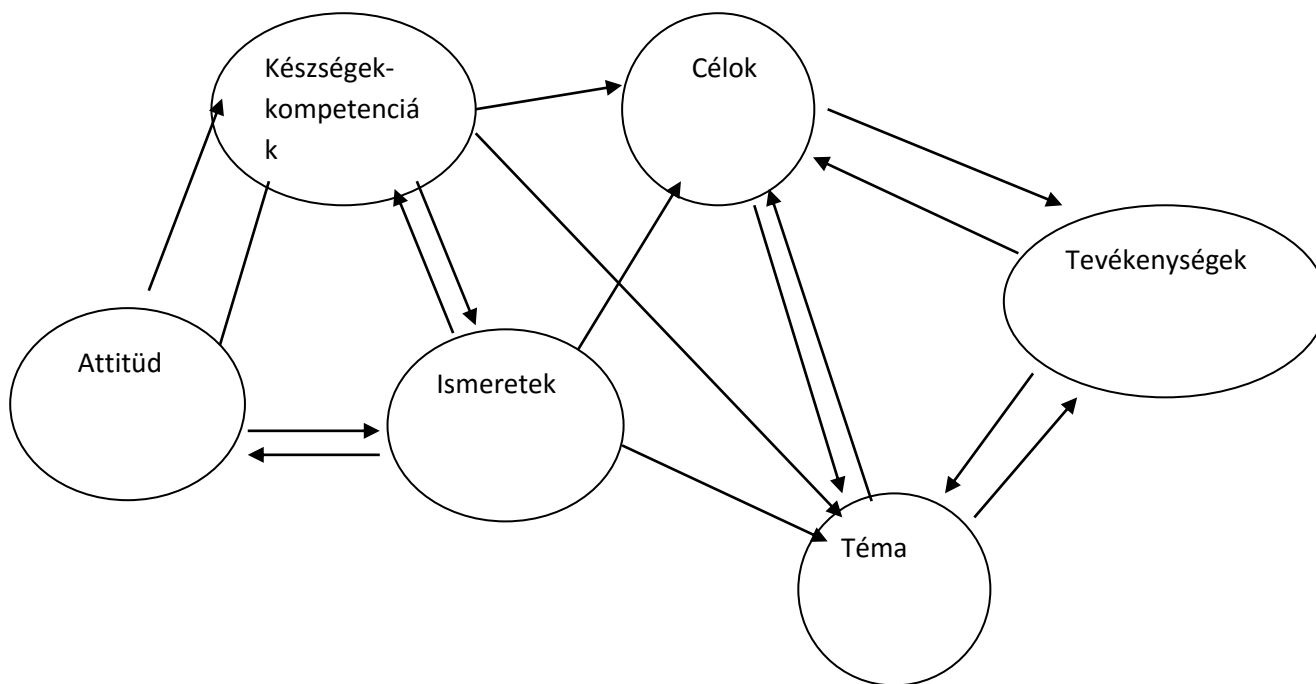 Készségek-
kompetenciá
k
Célok
Tevékenységek
Attitüd
Ismeretek
Téma